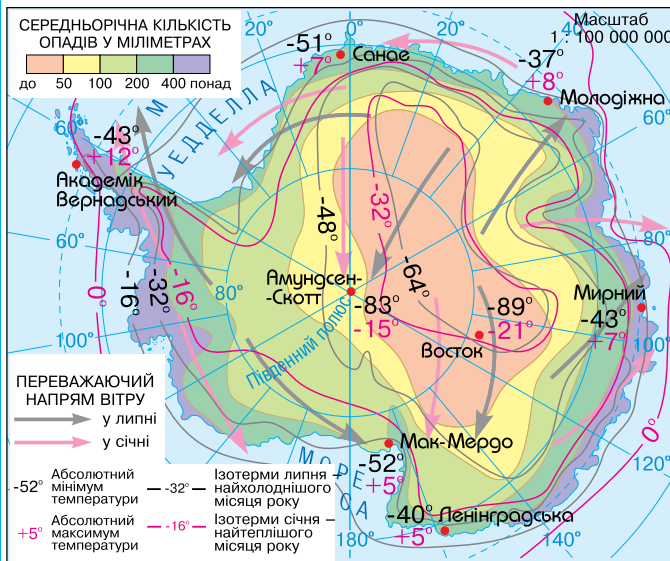 СЕРЕДНЬОРІЧНА КІЛЬКІСТЬ
ОПАДІВ У МІЛІМЕТРАХ
до 50 100 200 400 понад
Масштаб
1 : 100 000 000
20° 0° 20°
-51°
+7°
Санае
-37°
+8°
Молодіжна
60°
М
УЕДДЕЛЛА
60°
-43°
+12°
Академік
Вернадський
-48°
-32°
-64°
60°
80°
-16°
-32°
-16°
0°
Амундсен-
-Скотт
-83°
-15°
Південний полюс
-89°
-21°
Восток
Мирний
-43°
+7°
80°
100°
100°
0°
ПЕРЕВАЖАЮЧИЙ
НАПРЯМ ВІТРУ
у липні
у січні
Мак-Мердо
-52°
+5°
МОРЕ
РОССА
-40°
+5°
Ленінградська
180°
140°
-52° Абсолютний
мінімум
температури
-32° Ізотерми липня –
найхолоднішого
місяця року
+5° Абсолютний
максимум
температури
-16° Ізотерми січня –
найтеплішого
місяця року